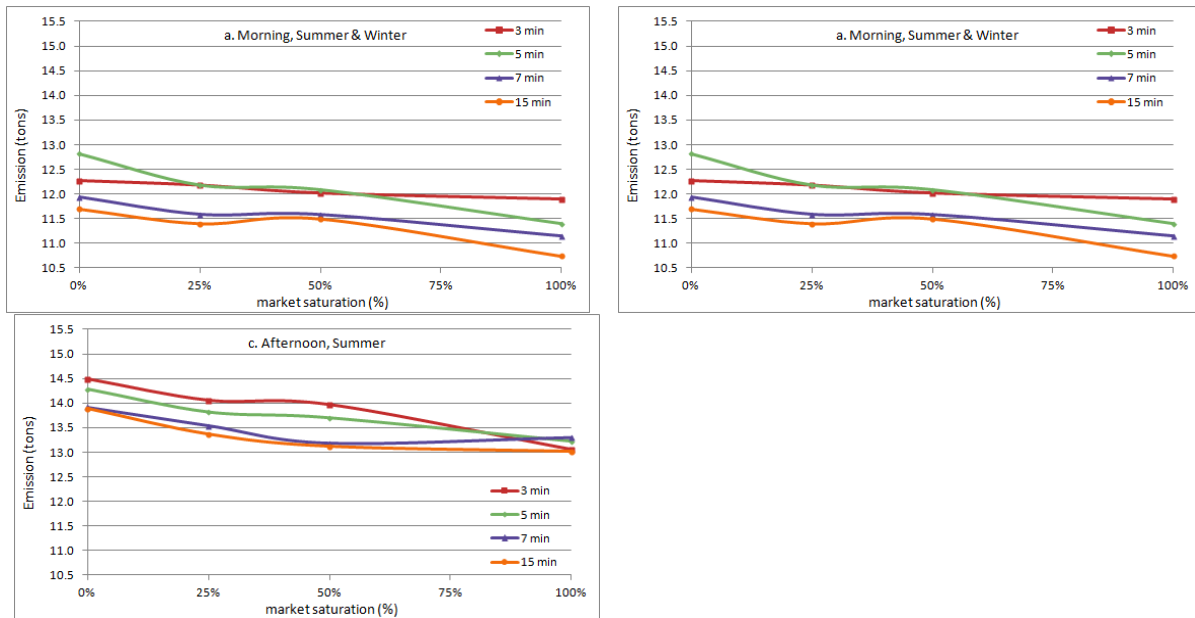 a. Morning, Summer & Winter
3 min
5 min
7 min
15 min
15.5
15.0
14.5
14.0
13.5
13.0
12.5
12.0
11.5
11.0
10.5
Emission (tons)
0%
25%
50%
75%
100%
market saturation (%)
a. Morning, Summer & Winter
3 min
5 min
7 min
15 min
15.5
15.0
14.5
14.0
13.5
13.0
12.5
12.0
11.5
11.0
10.5
Emission (tons)
0%
25%
50%
75%
100%
market saturation (%)
c. Afternoon, Summer
15.5
15.0
14.5
14.0
13.5
13.0
12.5
12.0
11.5
11.0
10.5
Emission (tons)
3 min
5 min
7 min
15 min
0%
25%
50%
75%
100%
market saturation (%)